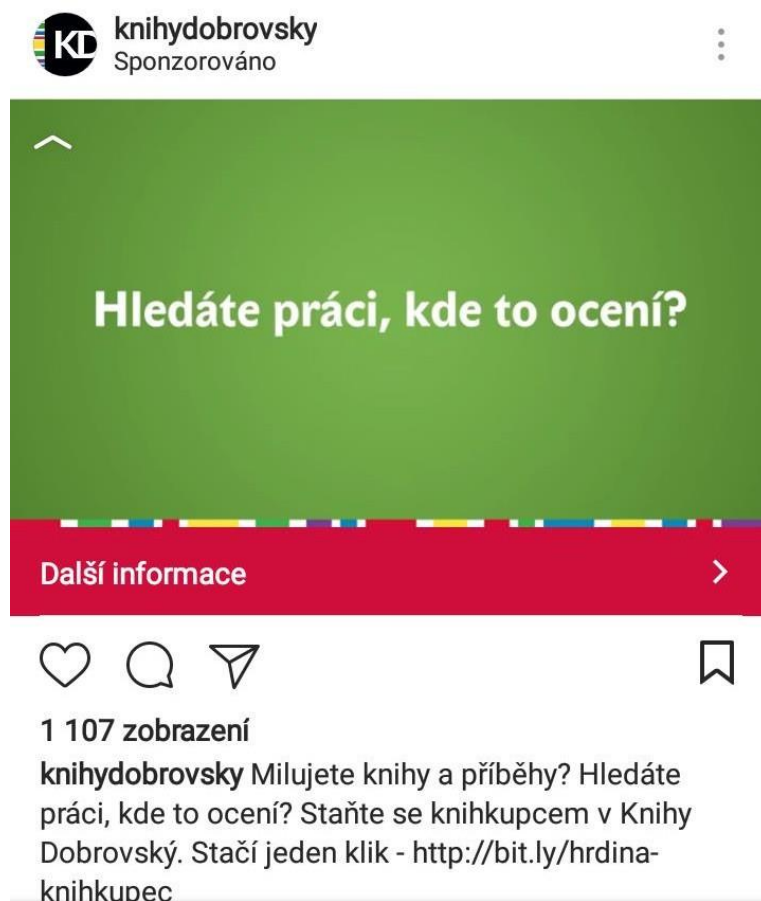 KD
knihydobrovsky
Sponzorováno
Hledáte práci, kde to ocení?
Další informace
1 107 zobrazení
knihydobrovsky Milujete knihy a příběhy? Hledáte
práci, kde to ocení? Staňte se knihkupcem v Knihy
Dobrovský. Stačí jeden klik - http://bit.ly/hrdina-
knihkupec